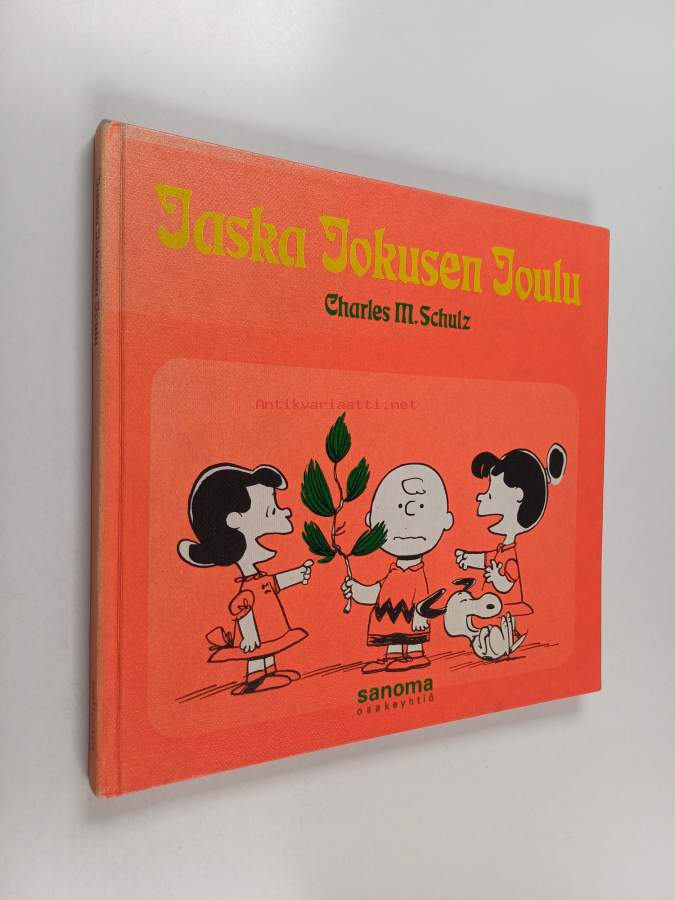 Jaska Jokusen Joulu
Charles M. Schulz
Antikvariaatti.net
sanoma
osakeyhtiö